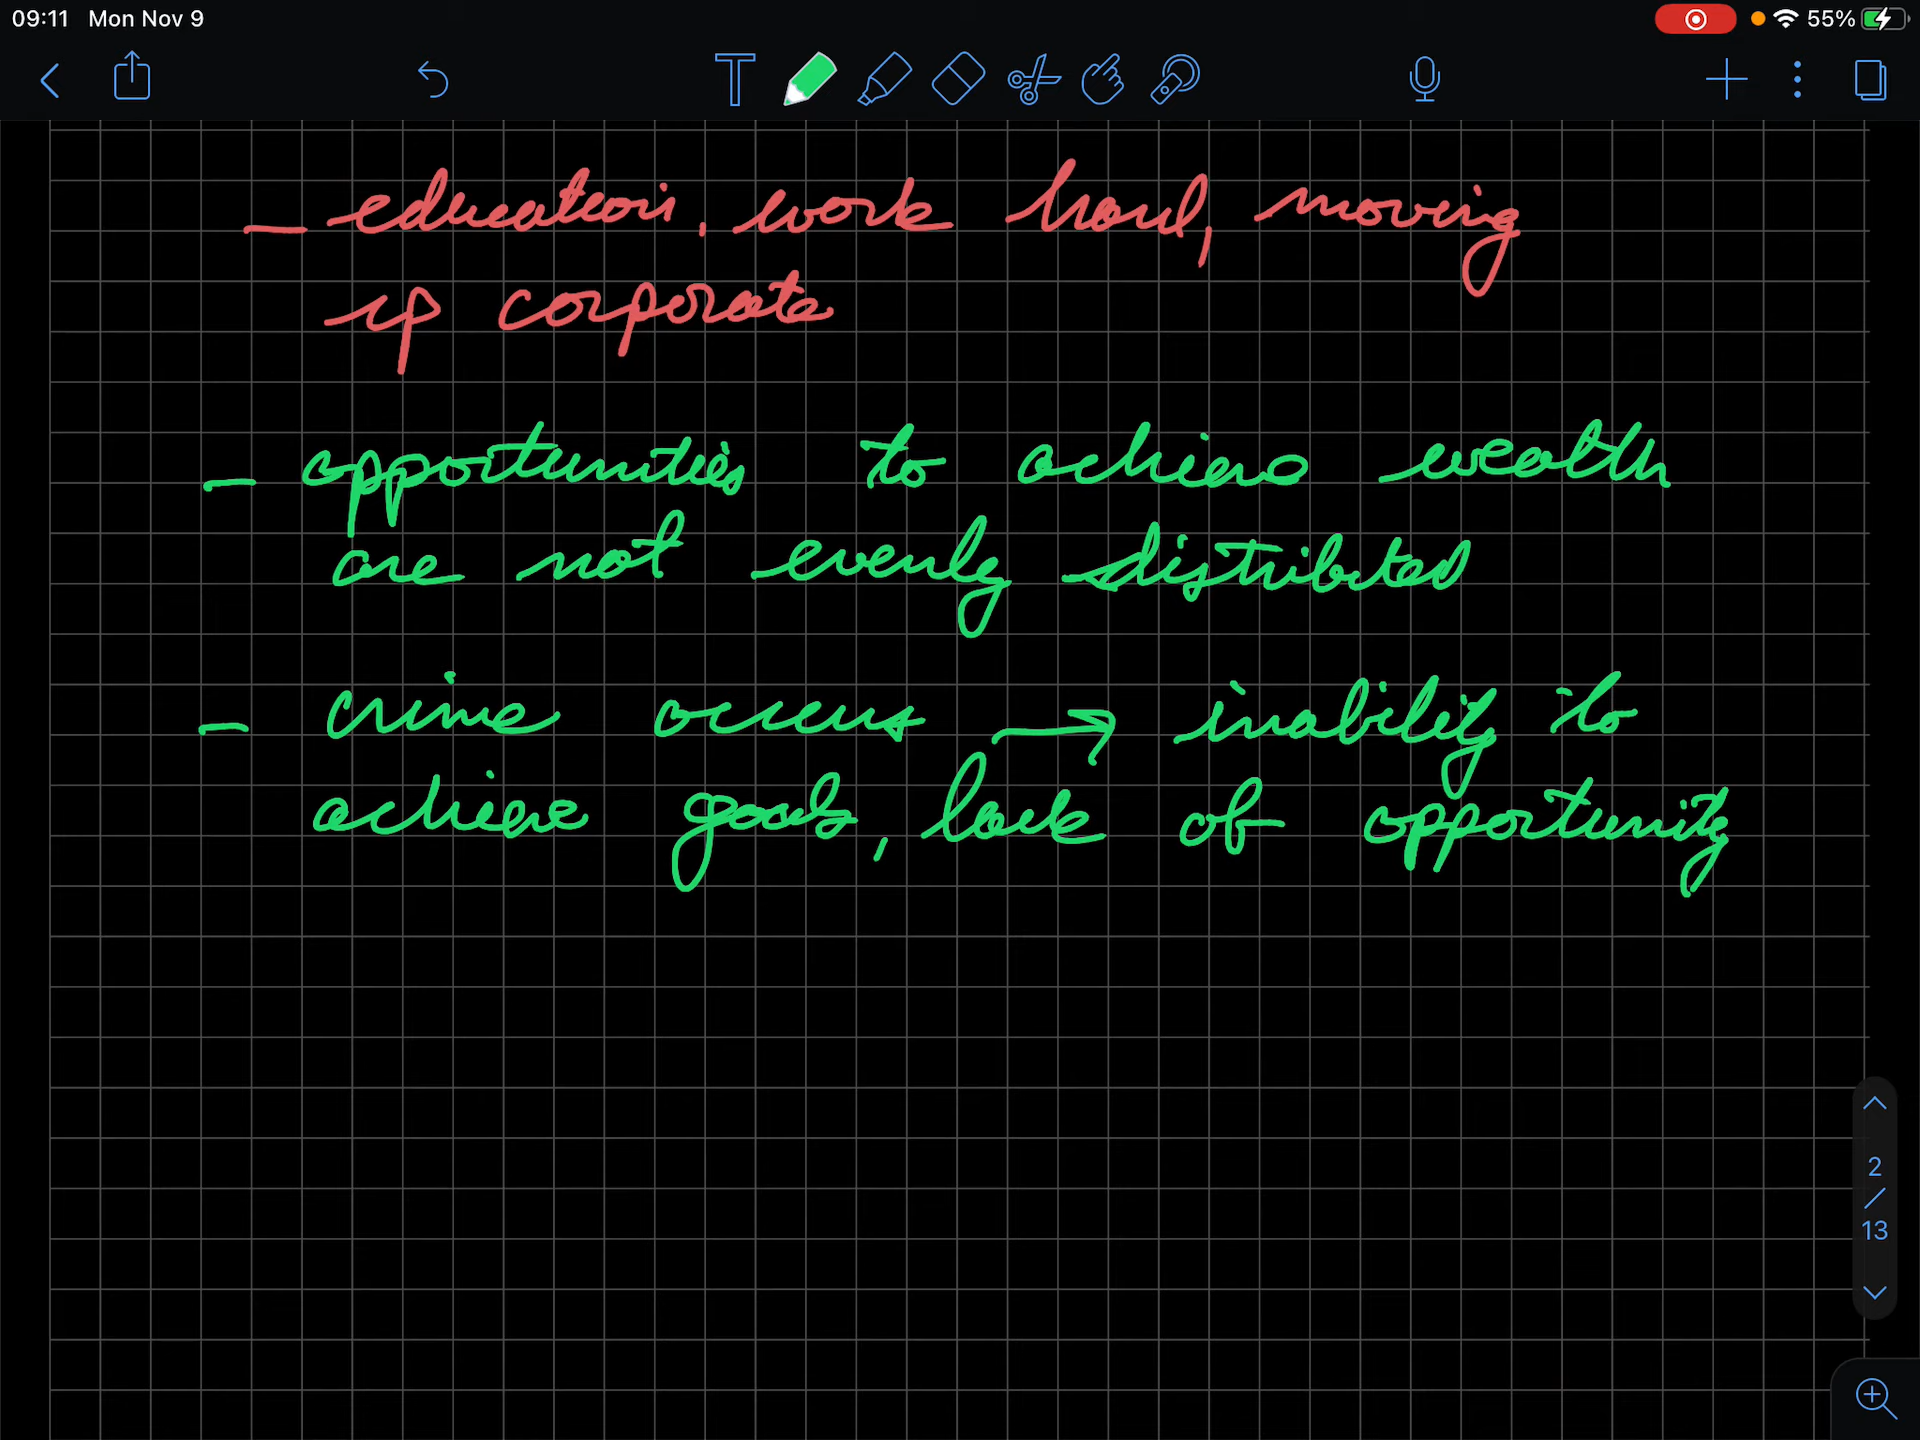 09:11 Mon Nov 9 55%
- education, work hard, moving
up corporate
- opportunities to achieve wealth
are not evenly distributed
- crime occurs → inability to
achieve goals, lack of opportunity
2
/
13